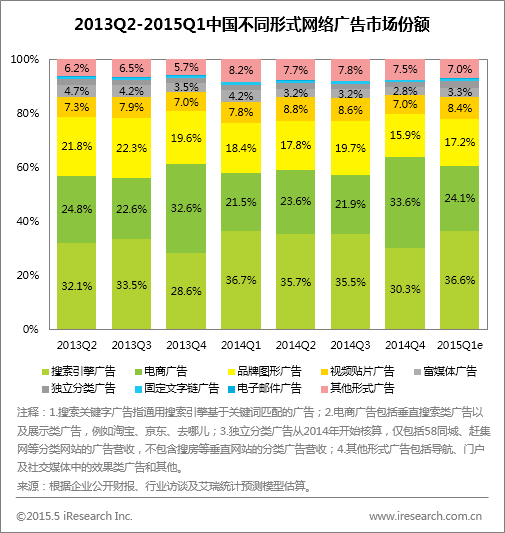 2013Q2-2015Q1中国不同形式网络广告市场份额
100%
80%
60%
40%
20%
0%
6.2% 6.5% 5.7% 8.2% 7.7% 7.8% 7.5% 7.0%
4.7% 4.2% 3.5% 4.2% 3.2% 3.2% 2.8% 3.3%
7.3% 7.9% 7.0% 7.8% 8.8% 8.6% 7.0% 8.4%
21.8% 22.3% 19.6% 18.4% 17.8% 19.7% 15.9% 17.2%
24.8% 22.6% 32.6% 21.5% 23.6% 21.9% 33.6% 24.1%
32.1% 33.5% 28.6% 36.7% 35.7% 35.5% 30.3% 36.6%
2013Q2 2013Q3 2013Q4 2014Q1 2014Q2 2014Q3 2014Q4 2015Q1e
搜索引擎广告 电商广告 品牌图形广告 视频贴片广告 富媒体广告
独立分类广告 固定文字链广告 电子邮件广告 其他形式广告
注释：1.搜索关键字广告指通用搜索引擎基于关键词匹配的广告；2.电商广告包括垂直搜索类广告以
及展示类广告，例如淘宝、京东、去哪儿；3.独立分类广告从2014年开始核算，仅包括58同城、赶集
网等分类网站的广告营收，不包含搜房等垂直网站的分类广告营收；4.其他形式广告包括导航、门户
及社交媒体中的效果类广告和其他。
来源：根据企业公开财报、行业访谈及艾瑞统计预测模型估算。
©2015.5 iResearch Inc. www.iresearch.com.cn